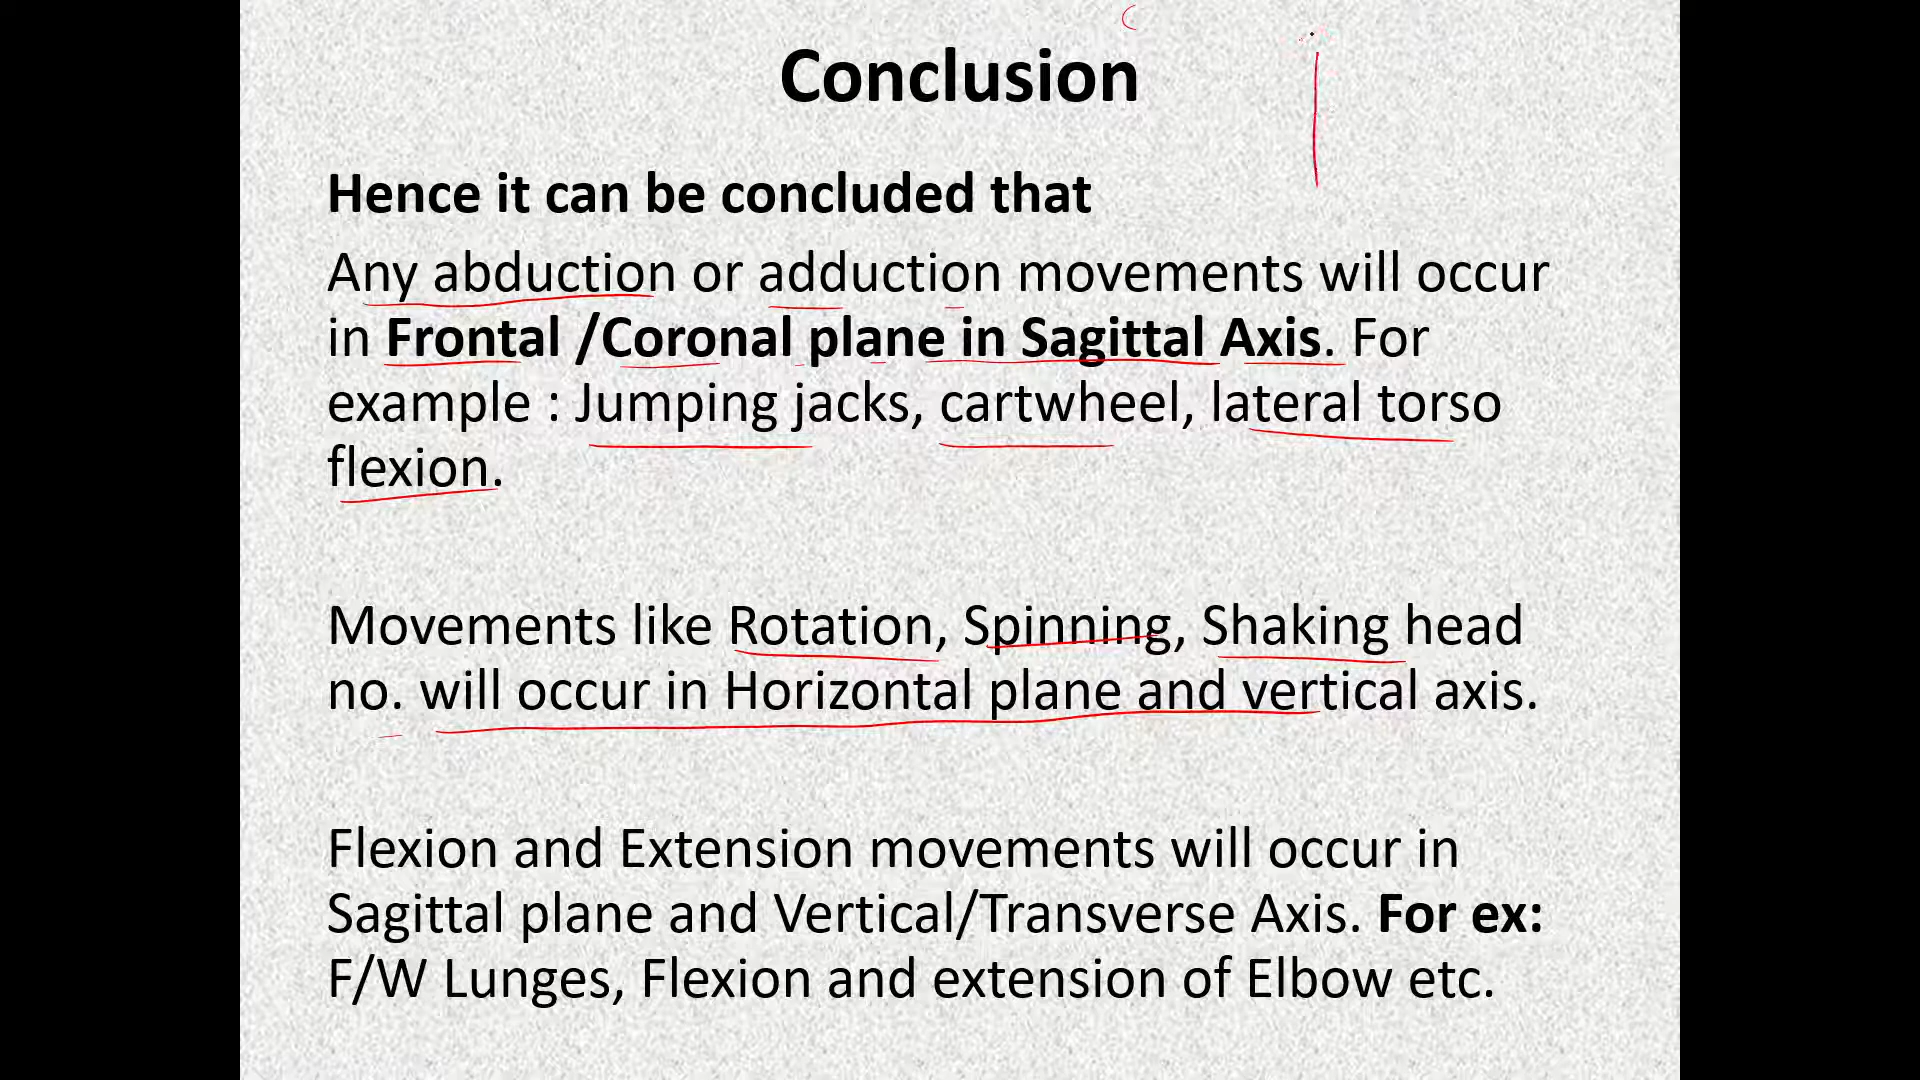 Conclusion
Hence it can be concluded that
Any abduction or adduction movements will occur
in Frontal /Coronal plane in Sagittal Axis. For
example : Jumping jacks, cartwheel, lateral torso
flexion.
Movements like Rotation, Spinning, Shaking head
no. will occur in Horizontal plane and vertical axis.
Flexion and Extension movements will occur in
Sagittal plane and Vertical/Transverse Axis. For ex:
F/W Lunges, Flexion and extension of Elbow etc.